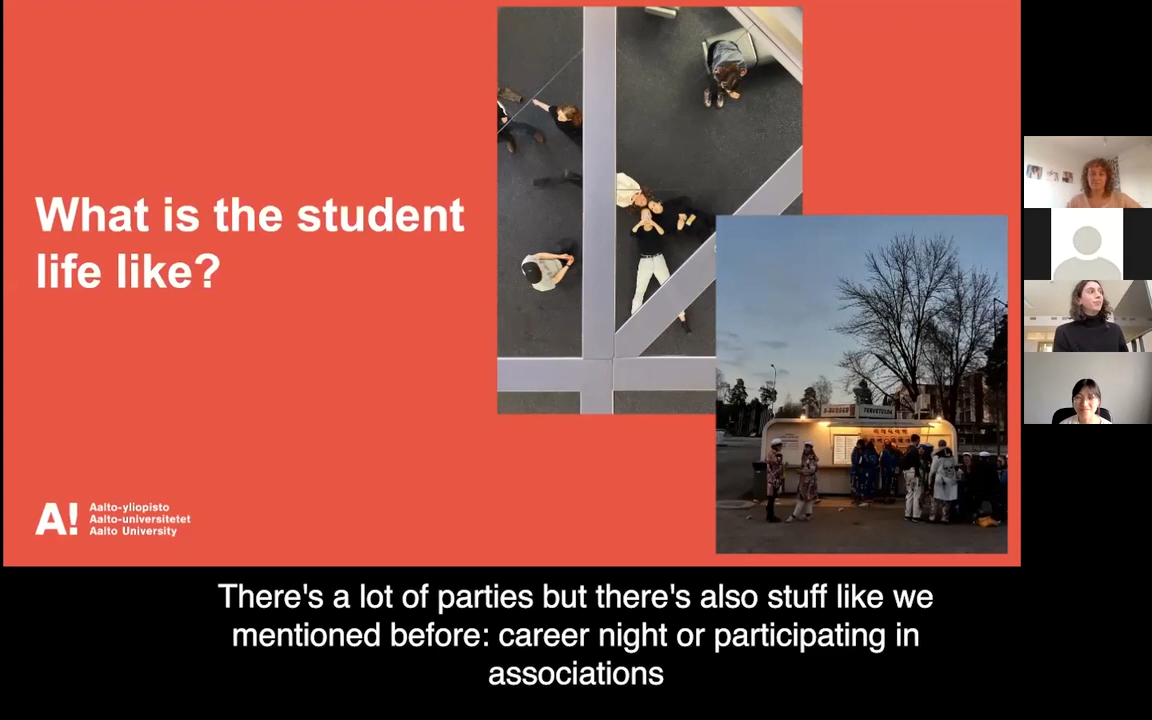 What is the student
life like?
A!
Aalto-yliopisto
Aalto-universitetet
Aalto University
TERVETULOA
There's a lot of parties but there's also stuff like we
mentioned before: career night or participating in
associations